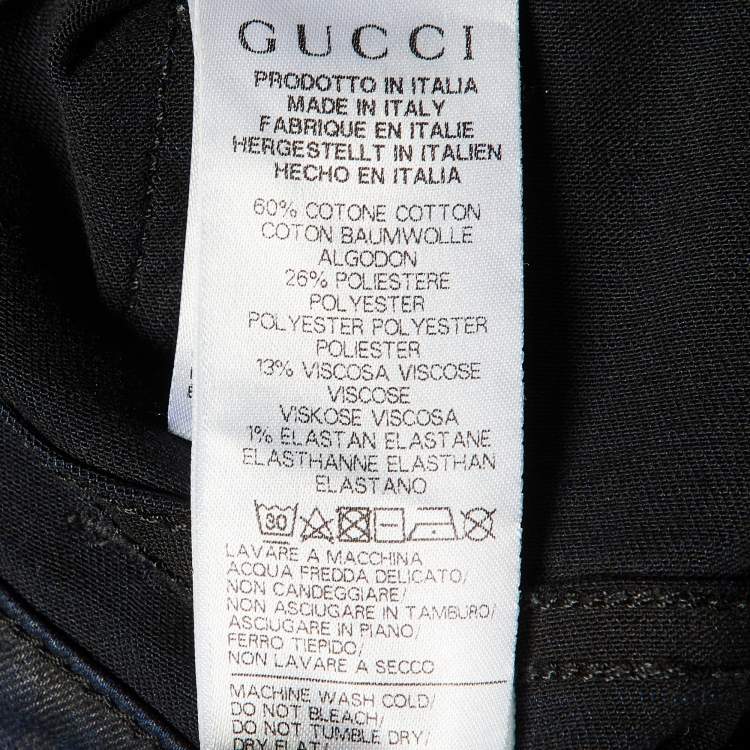 GUCCI
PRODOTTO IN ITALIA
MADE IN ITALY
FABRIQUE EN ITALIE
HERGESTELLT IN ITALIEN
HECHO EN ITALIA
60% COTONE COTTON
COTON BAUMWOLLE
ALGODON
26% POLIESTERE
POLYESTER
POLYESTER POLYESTER
POLIESTER
13% VISCOSA VISCOSE
VISCOSE
VISKOSE VISCOSA
1% ELASTAN ELASTANE
ELASTHANNE ELASTHAN
ELASTANO
30
LAVARE A MACCHINA
ACQUA FREDDA DELICATO/
NON CANDEGGIARE/
NON ASCIUGARE IN TAMBURO/
ASCIUGARE IN PIANO/
FERRO TIEPIDO/
NON LAVARE A SECCO
MACHINE WASH COLD/
DO NOT BLEACH/
DO NOT TUMBLE DRY/
DRY FLAT/